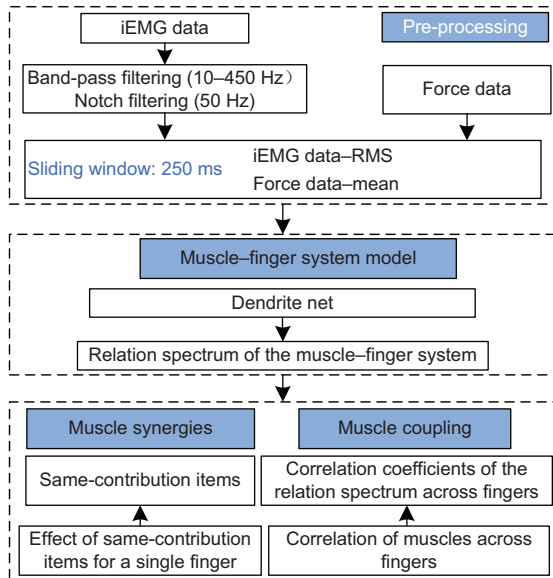 iEMG data
Pre-processing
Band-pass filtering (10–450 Hz）
Notch filtering (50 Hz)
Force data
Sliding window: 250 ms
iEMG data–RMS
Force data–mean
Muscle–finger system model
Dendrite net
Relation spectrum of the muscle–finger system
Muscle synergies
Muscle coupling
Same-contribution items
Correlation coefficients of the
relation spectrum across fingers
Effect of same-contribution
items for a single finger
Correlation of muscles across
fingers